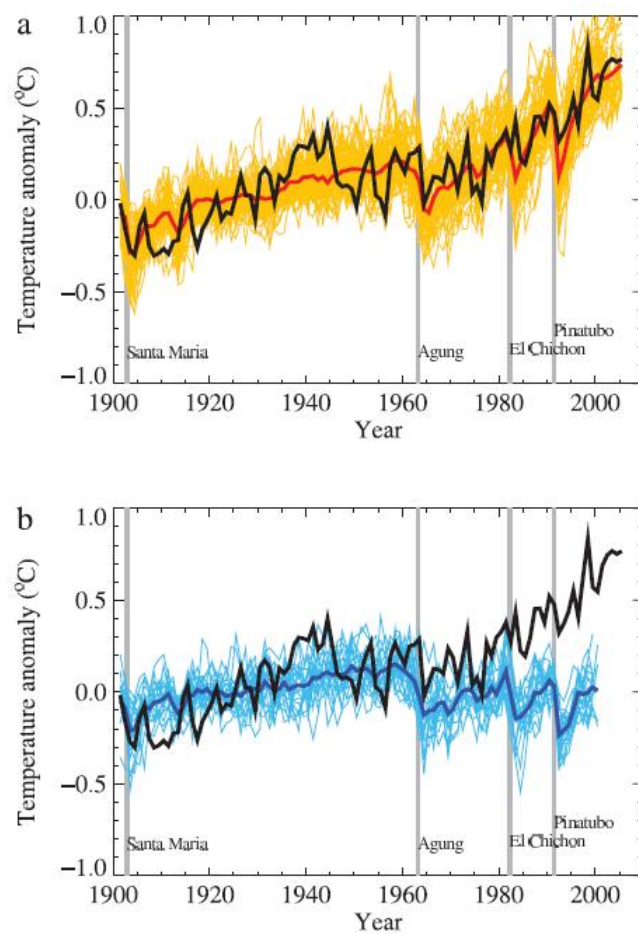 a
Temperature anomaly (°C)
1.0
0.5
0.0
−0.5
−1.0
Santa Maria
Agung
El Chichon
Pinatubo
1900 1920 1940 1960 1980 2000
Year
b
Temperature anomaly (°C)
1.0
0.5
0.0
−0.5
−1.0
Santa Maria
Agung
El Chichon
Pinatubo
1900 1920 1940 1960 1980 2000
Year